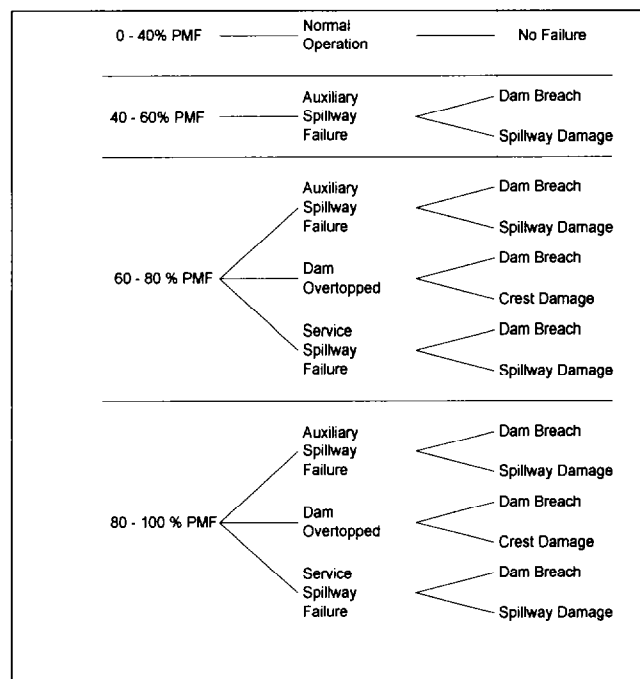 0 - 40% PMF
Normal
Operation
No Failure
40 - 60% PMF
Auxiliary
Spillway
Failure
Dam Breach
Spillway Damage
60 - 80 % PMF
Auxiliary
Spillway
Failure
Dam Breach
Spillway Damage
Dam
Overtopped
Dam Breach
Crest Damage
Service
Spillway
Failure
Dam Breach
Spillway Damage
80 - 100 % PMF
Auxiliary
Spillway
Failure
Dam Breach
Spillway Damage
Dam
Overtopped
Dam Breach
Crest Damage
Service
Spillway
Failure
Dam Breach
Spillway Damage